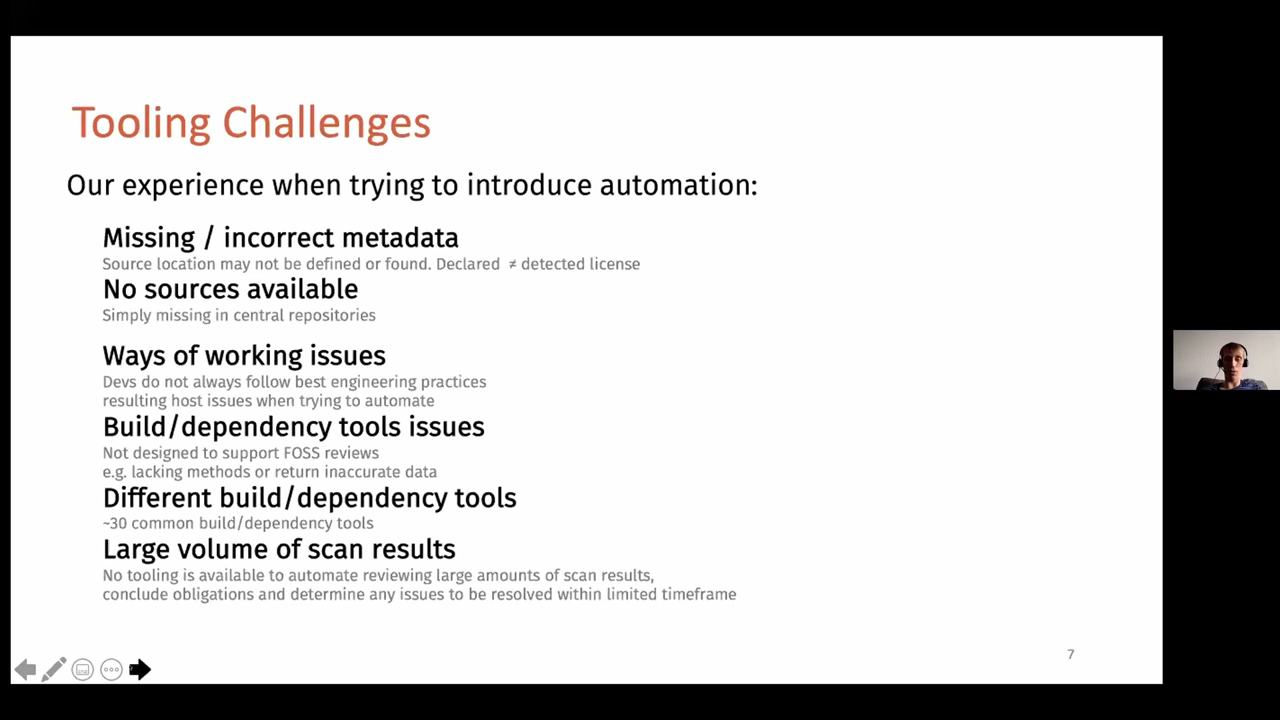 Tooling Challenges
Our experience when trying to introduce automation:
Missing / incorrect metadata
Source location may not be defined or found. Declared ≠ detected license
No sources available
Simply missing in central repositories
Ways of working issues
Devs do not always follow best engineering practices
resulting host issues when trying to automate
Build/dependency tools issues
Not designed to support FOSS reviews
e.g. lacking methods or return inaccurate data
Different build/dependency tools
~30 common build/dependency tools
Large volume of scan results
No tooling is available to automate reviewing large amounts of scan results,
conclude obligations and determine any issues to be resolved within limited timeframe
7